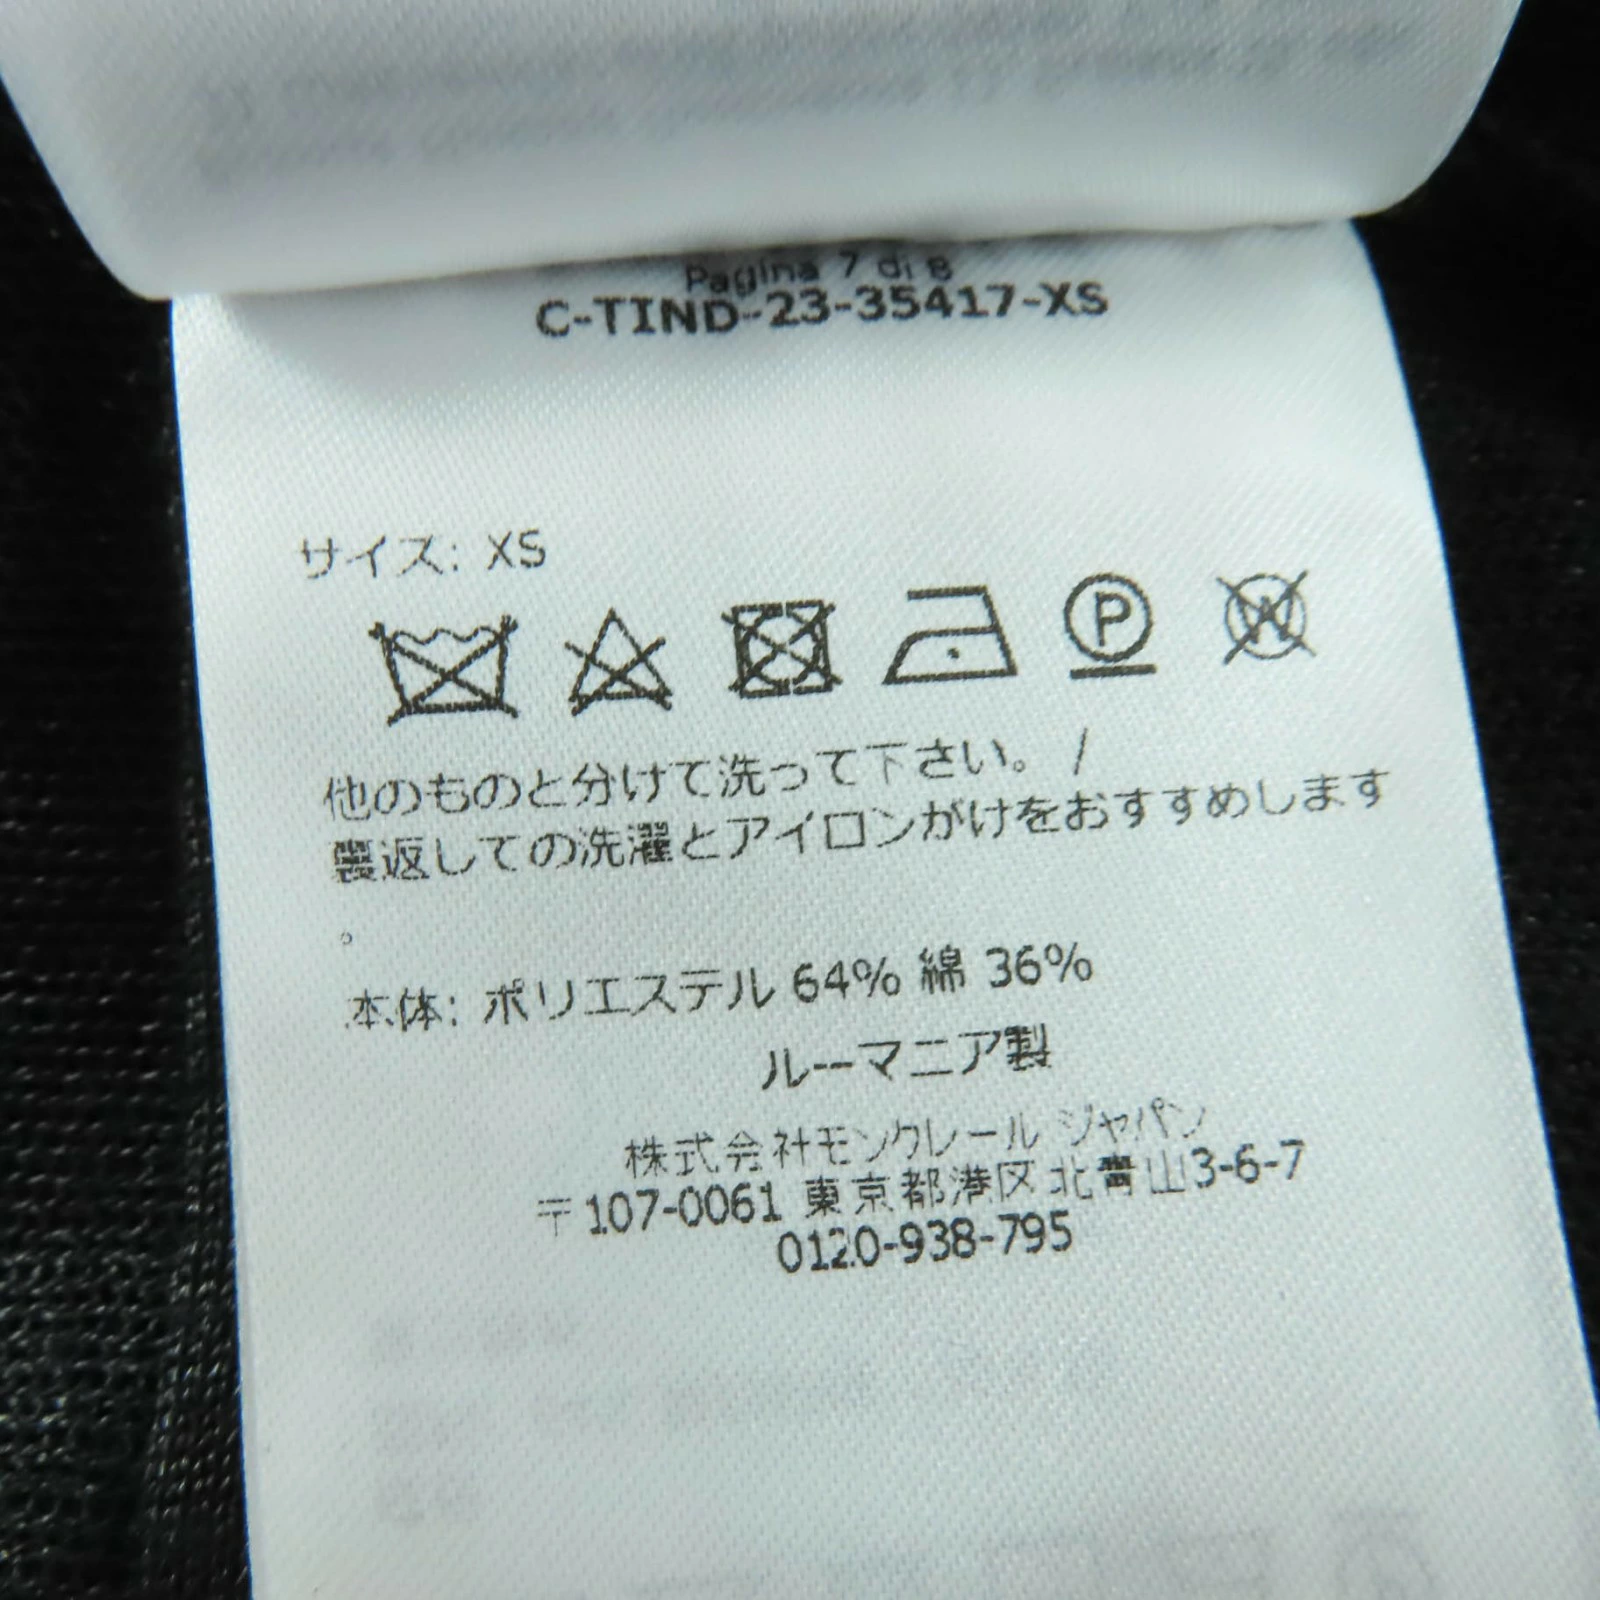 Pagina 7 di 8
C-TIND-23-35417-XS
サイズ: XS
P
W
他のものと分けて洗って下さい。 /
裏返しての洗濯とアイロンがけをおすすめします
。
本体: ポリエステル 64% 綿 36%
ルーマニア製
株式会社モンクレール ジャパン
〒107-0061 東京都港区北青山3-6-7
0120-938-795